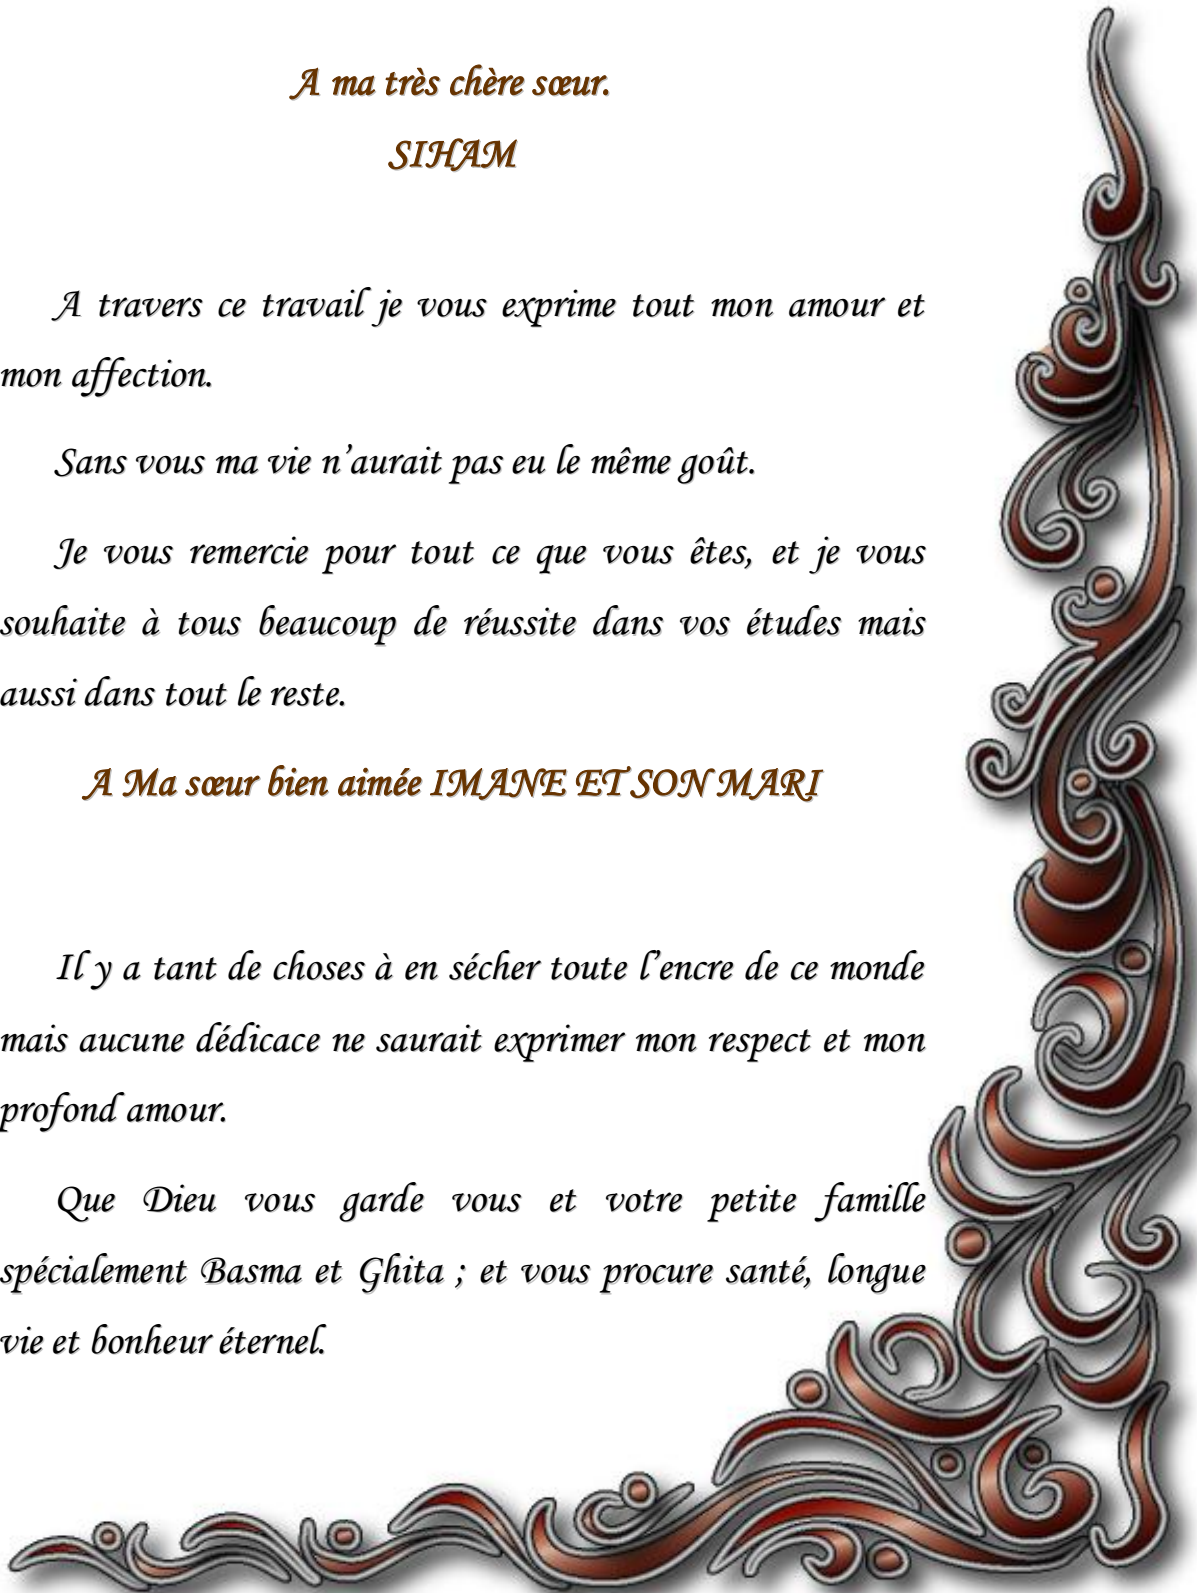 A ma très chère sœur.
SIHAM
A travers ce travail je vous exprime tout mon amour et
mon affection.
Sans vous ma vie n’aurait pas eu le même goût.
Je vous remercie pour tout ce que vous êtes, et je vous
souhaite à tous beaucoup de réussite dans vos études mais
aussi dans tout le reste.
A Ma sœur bien aimée IMANE ET SON MARI
Il y a tant de choses à en sécher toute l’encre de ce monde
mais aucune dédicace ne saurait exprimer mon respect et mon
profond amour.
Que Dieu vous garde vous et votre petite famille
spécialement Basma et Ghita ; et vous procure santé, longue
vie et bonheur éternel.